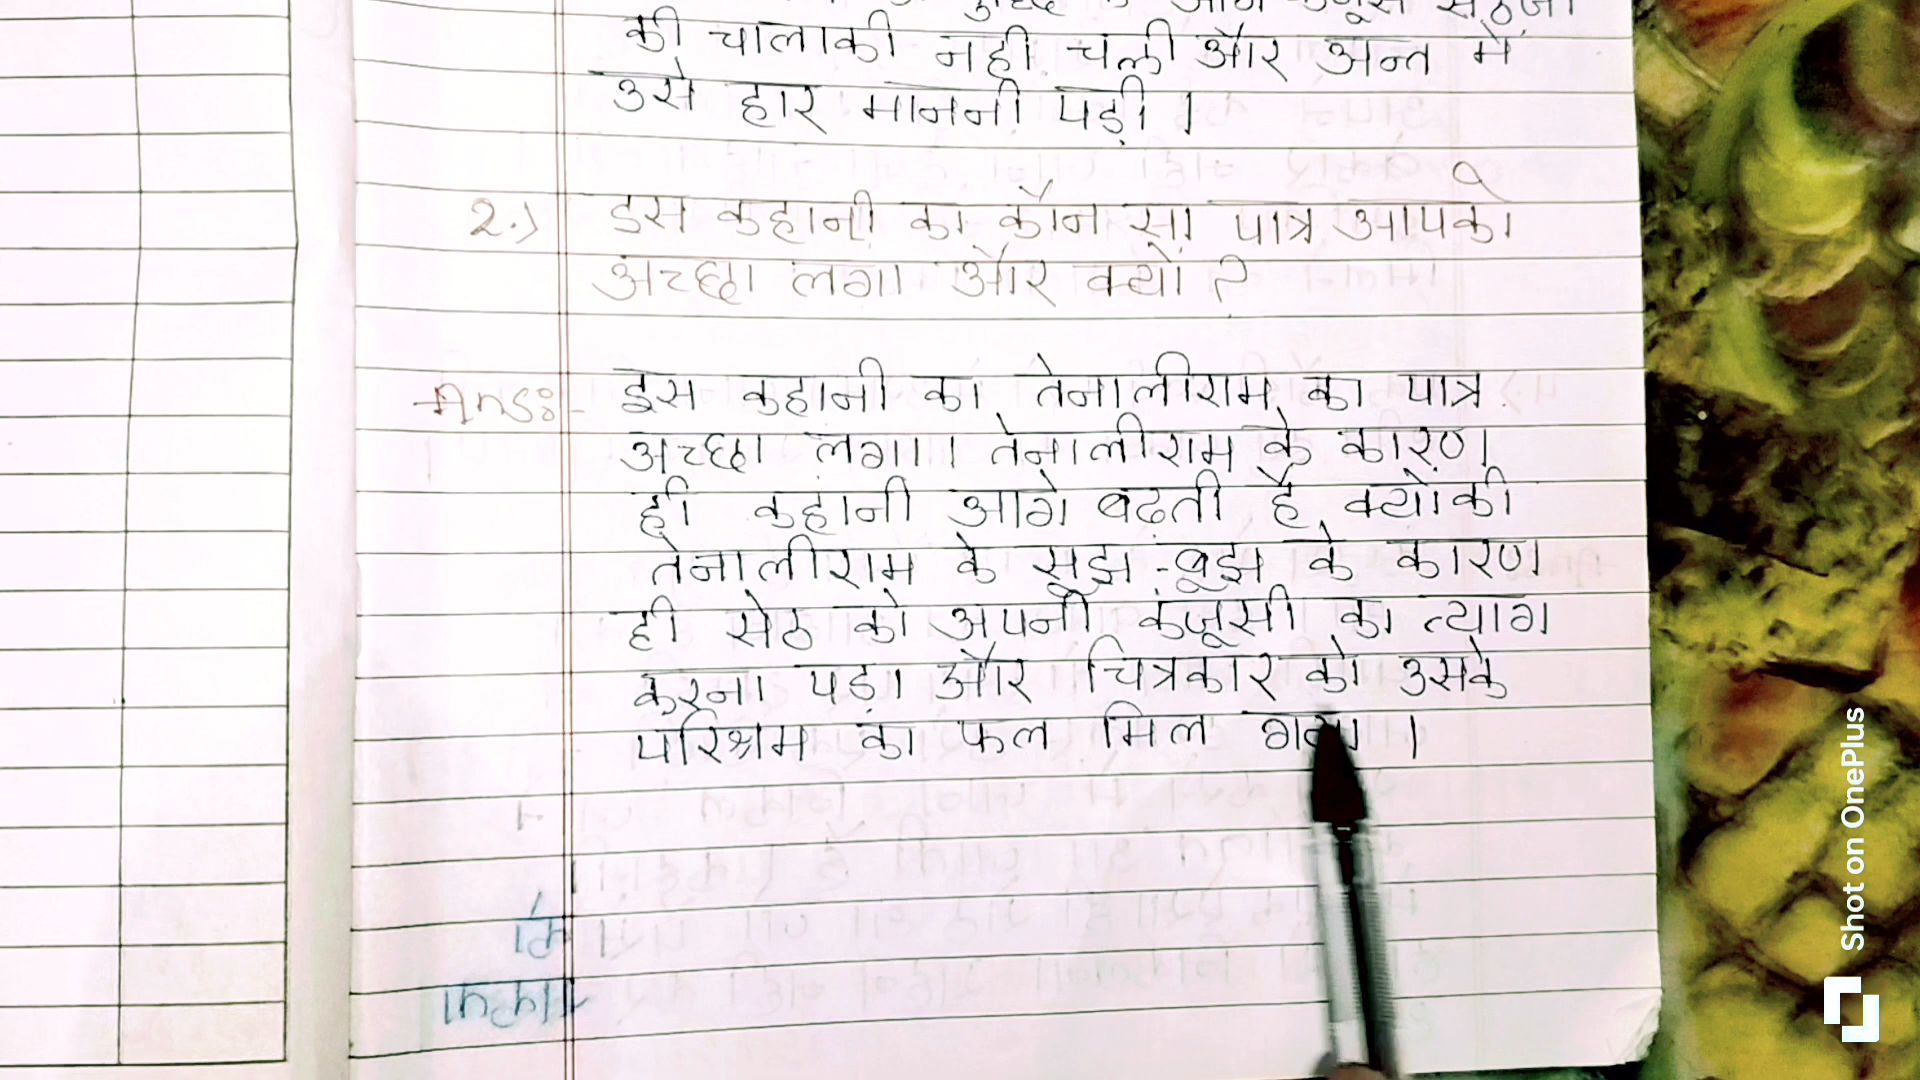 की चालाकी नही चली और अन्त में
उसे हार माननी पड़ी ।
2.) इस कहानी का कौन सा पात्र आपको
अच्छा लगा और क्यों ?
Ans:- इस कहानी का तेनालीराम का पात्र
अच्छा लगा। तेनालीराम के कारण
ही कहानी आगे बढ़ती है क्योंकी
तेनालीराम के सूझ-बूझ के कारण
ही सेठ को अपनी कंजूसी का त्याग
करना पड़ा और चित्रकार को उसके
परिश्रम का फल मिल गया ।
Shot on OnePlus